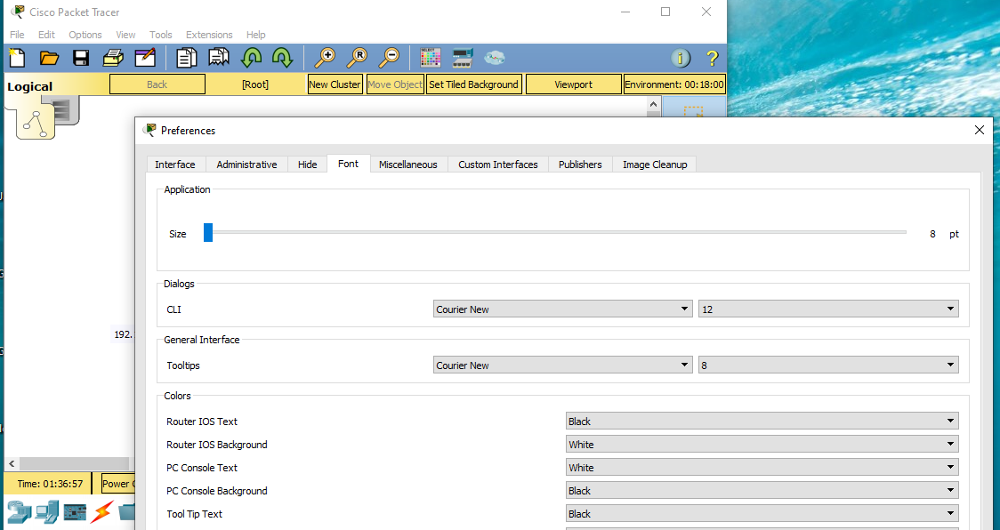 Cisco Packet Tracer
File Edit Options View Tools Extensions Help
Logical Back [Root] New Cluster Move Object Set Tiled Background Viewport Environment: 00:18:00
Preferences
Interface Administrative Hide Font Miscellaneous Custom Interfaces Publishers Image Cleanup
Application
Size 8 pt
Dialogs
CLI Courier New 12
192.
General Interface
Tooltips Courier New 8
Colors
Router IOS Text Black
Router IOS Background White
PC Console Text White
Time: 01:36:57 Power
PC Console Background Black
Tool Tip Text Black